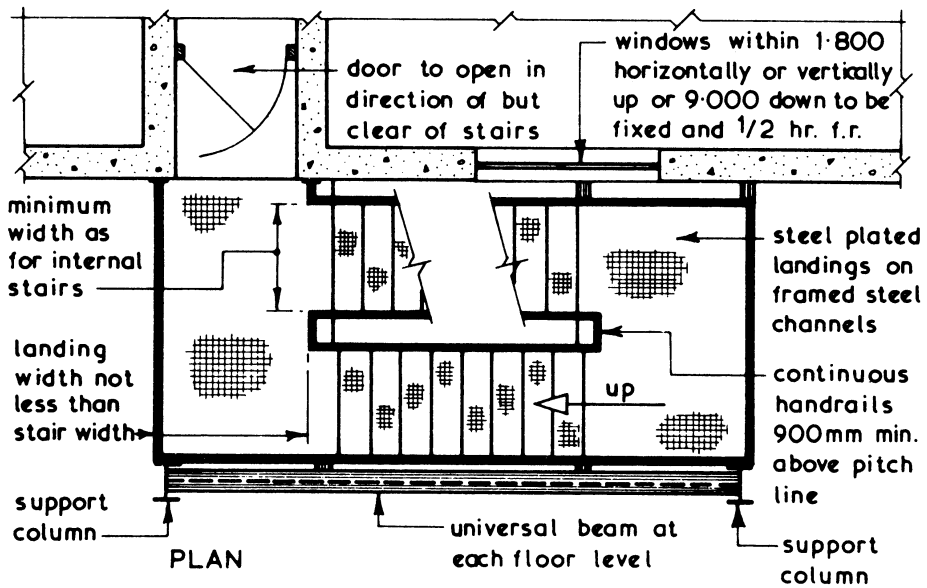 door to open in
direction of but
clear of stairs
windows within 1·800
horizontally or vertically
up or 9·000 down to be
fixed and 1/2 hr. f.r.
minimum
width as
for internal
stairs
steel plated
landings on
framed steel
channels
landing
width not
less than
stair width
up
continuous
handrails
900mm min.
above pitch
line
support
column
PLAN
universal beam at
each floor level
support
column